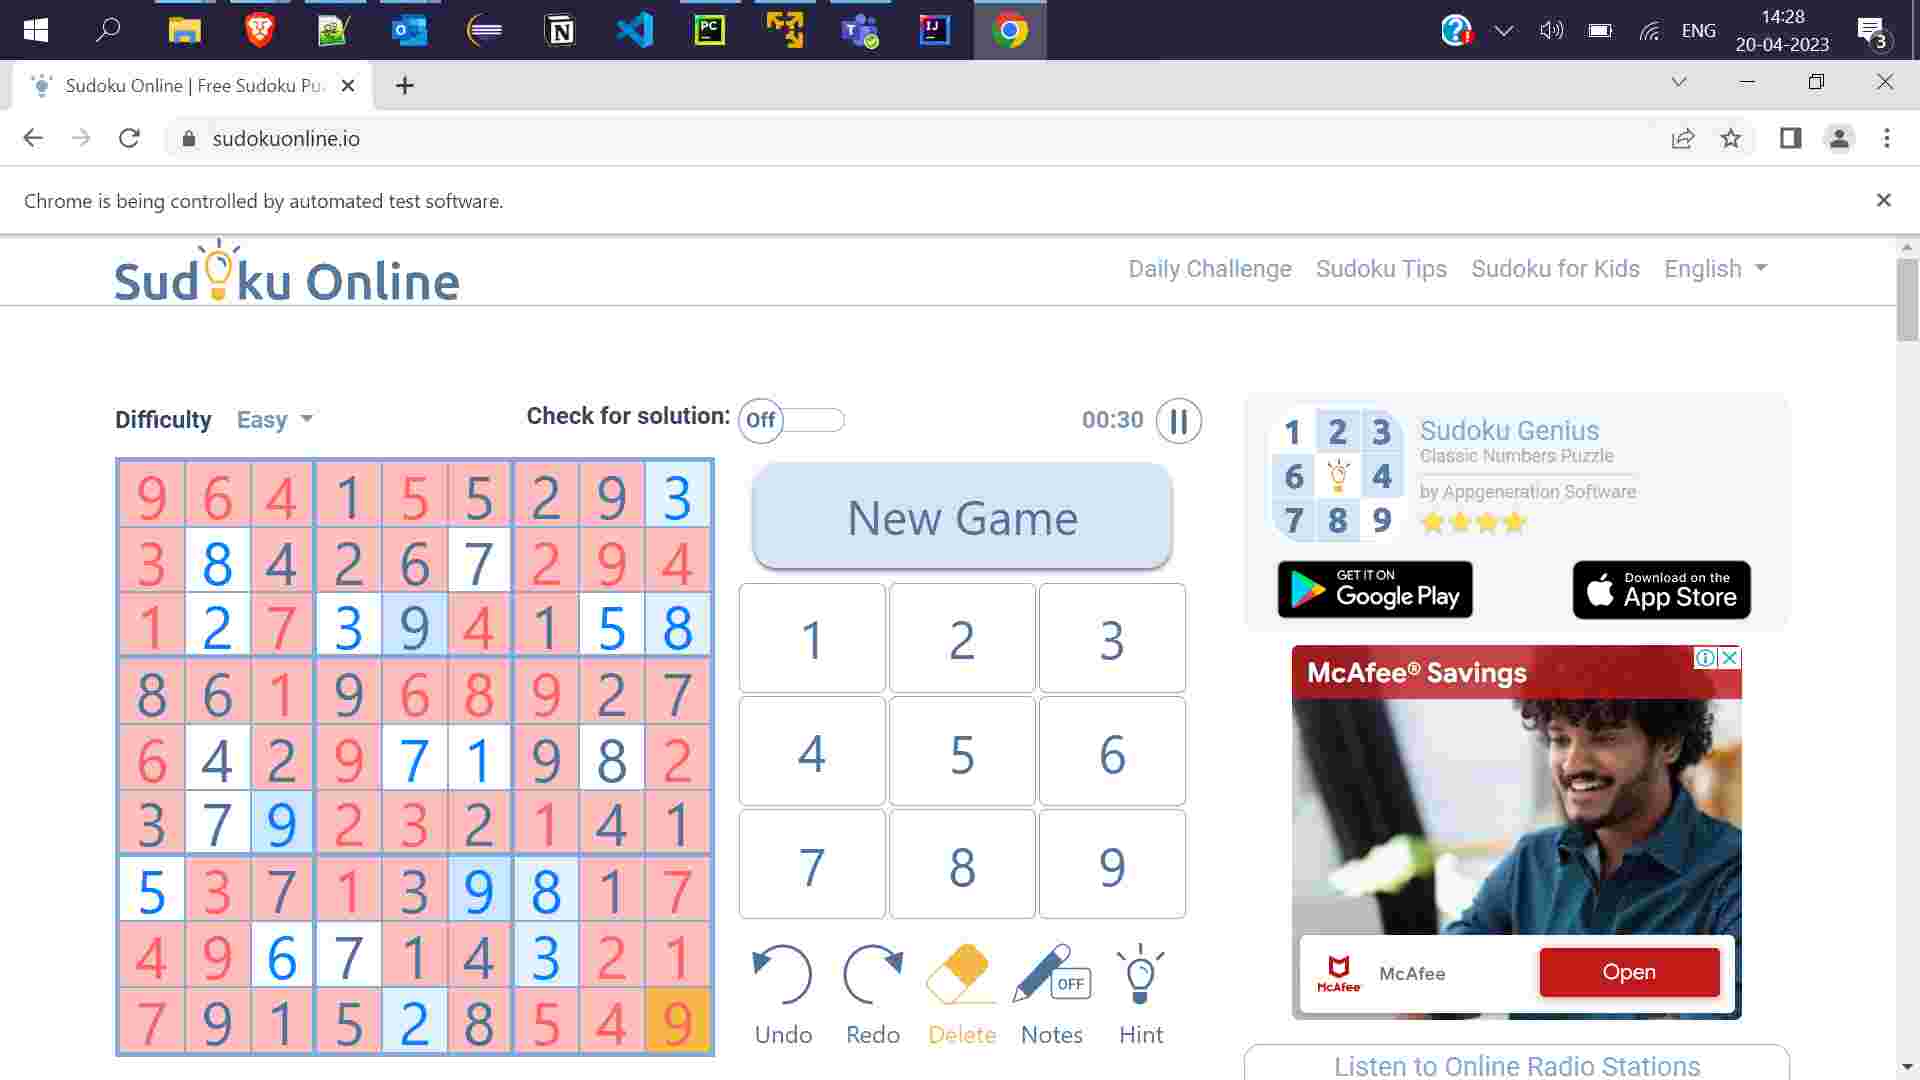 PC
IJ
ENG
14:28
20-04-2023
3
Sudoku Online | Free Sudoku Pu
sudokuonline.io
Chrome is being controlled by automated test software.
Sudoku Online
Daily Challenge Sudoku Tips Sudoku for Kids English
Difficulty Easy Check for solution: Off 00:30
9 6 4 1 5 5 2 9 3
3 8 4 2 6 7 2 9 4
1 2 7 3 9 4 1 5 8
8 6 1 9 6 8 9 2 7
6 4 2 9 7 1 9 8 2
3 7 9 2 3 2 1 4 1
5 3 7 1 3 9 8 1 7
4 9 6 7 1 4 3 2 1
7 9 1 5 2 8 5 4 9
New Game
1 2 3
4 5 6
7 8 9
OFF
Undo Redo Delete Notes Hint
1 2 3
6 4
7 8 9
Sudoku Genius
Classic Numbers Puzzle
by Appgeneration Software
GET IT ON
Google Play
Download on the
App Store
McAfee® Savings
McAfee
McAfee
Open
Listen to Online Radio Stations